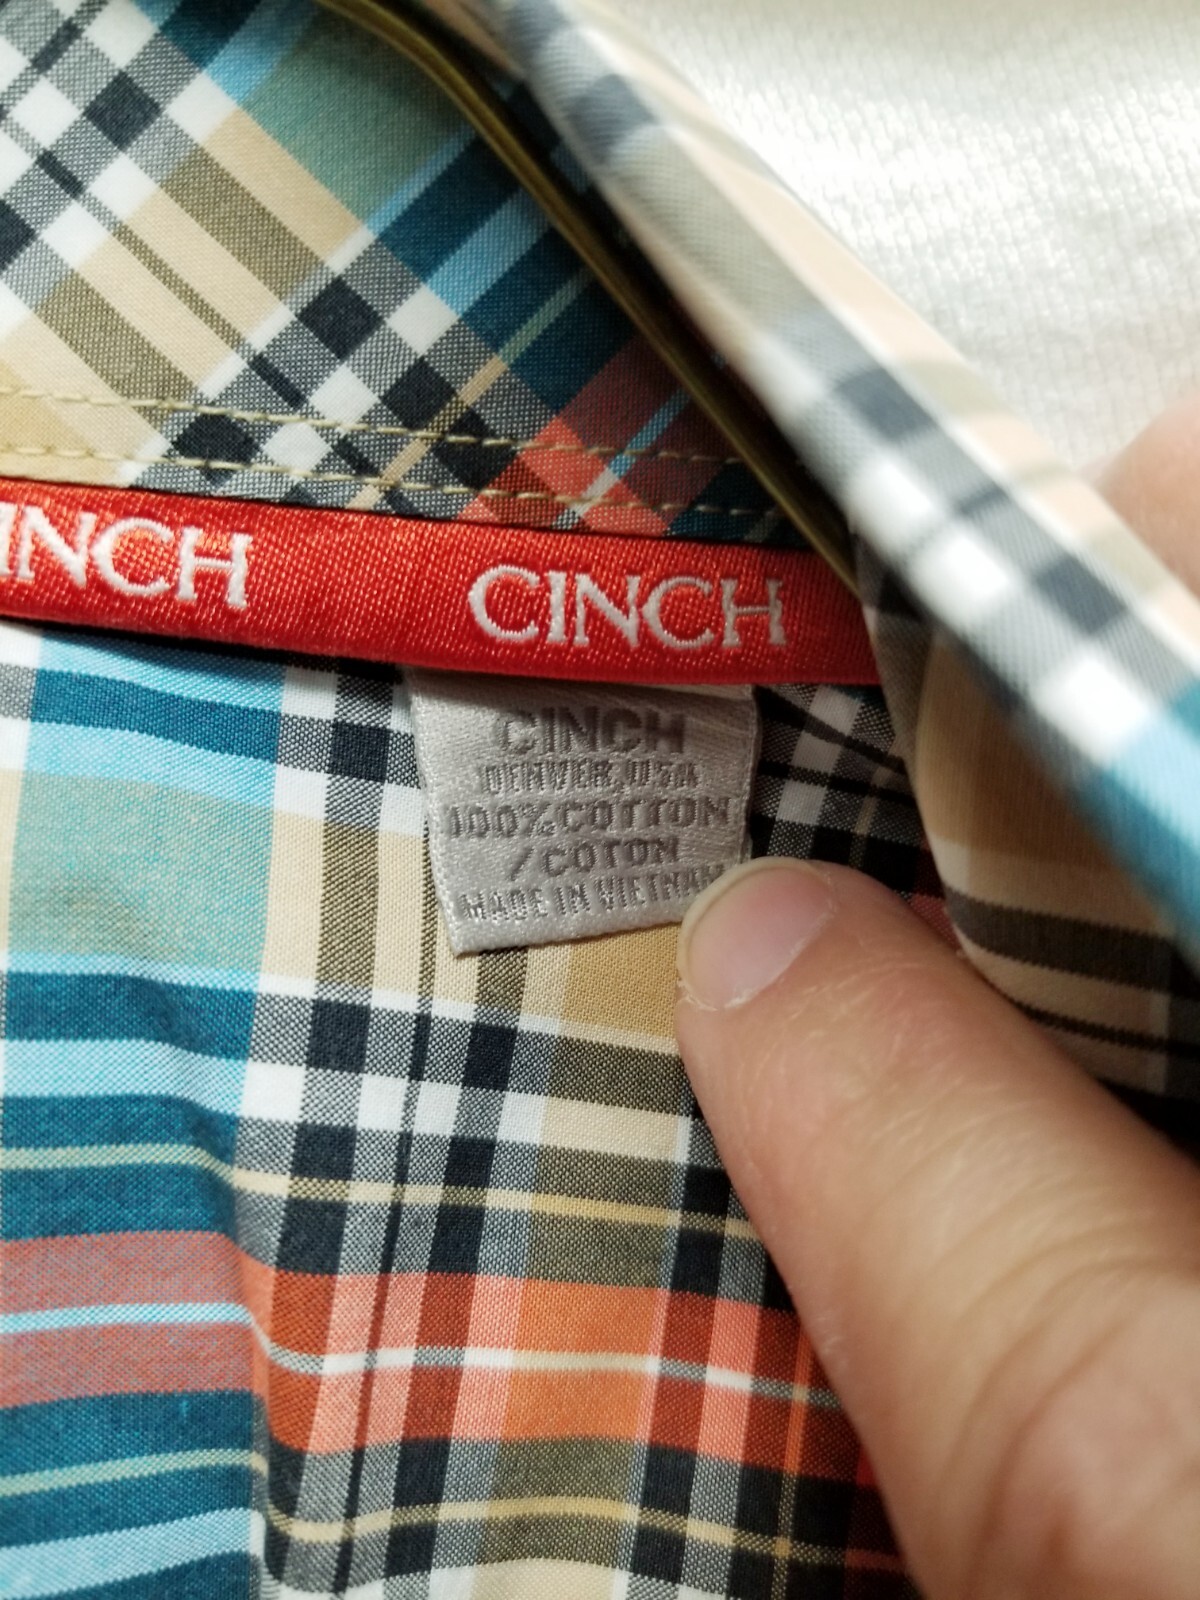 INCH CINCH
CINCH
DENVER, USA
100% COTTON
/COTON
MADE IN VIETNAM